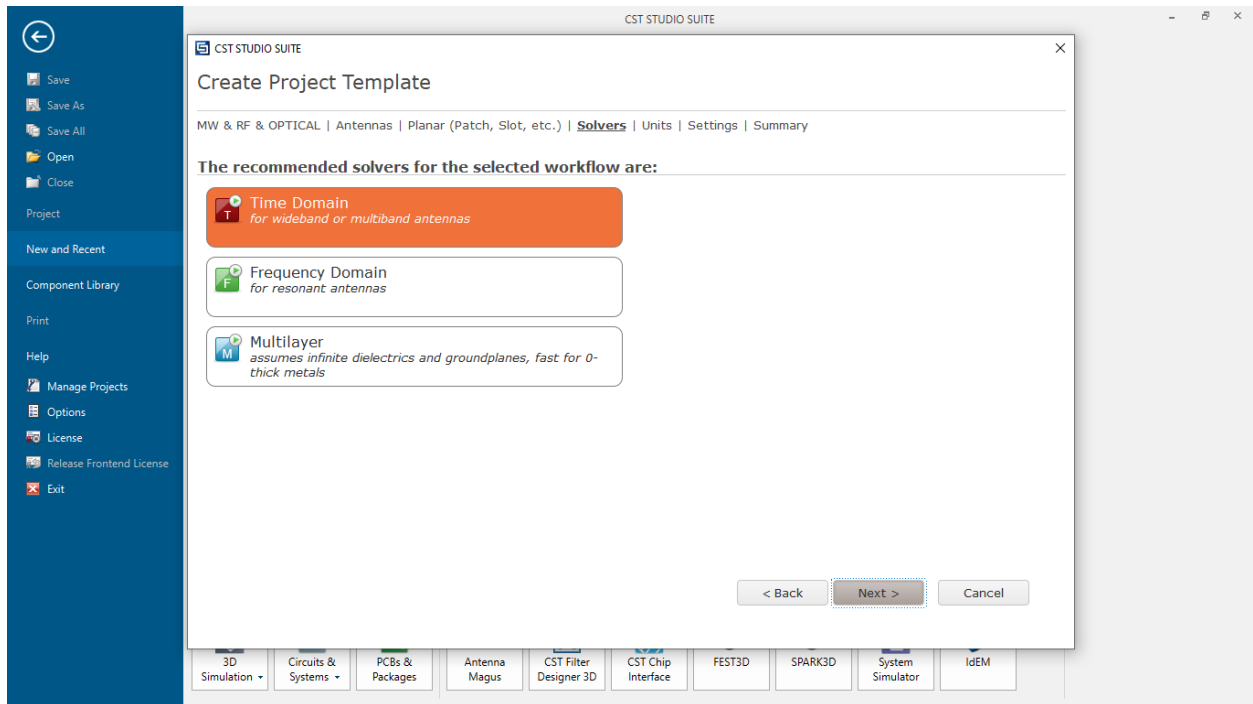 CST STUDIO SUITE
CST STUDIO SUITE
Create Project Template
MW & RF & OPTICAL | Antennas | Planar (Patch, Slot, etc.) | Solvers | Units | Settings | Summary
The recommended solvers for the selected workflow are:
T
Time Domain
for wideband or multiband antennas
F
Frequency Domain
for resonant antennas
M
Multilayer
assumes infinite dielectrics and groundplanes, fast for 0-
thick metals
< Back
Next >
Cancel
Save
Save As
Save All
Open
Close
Project
New and Recent
Component Library
Print
Help
Manage Projects
Options
License
Release Frontend License
Exit
3D
Simulation
Circuits &
Systems
PCBs &
Packages
Antenna
Magus
CST Filter
Designer 3D
CST Chip
Interface
FEST3D
SPARK3D
System
Simulator
IdEM